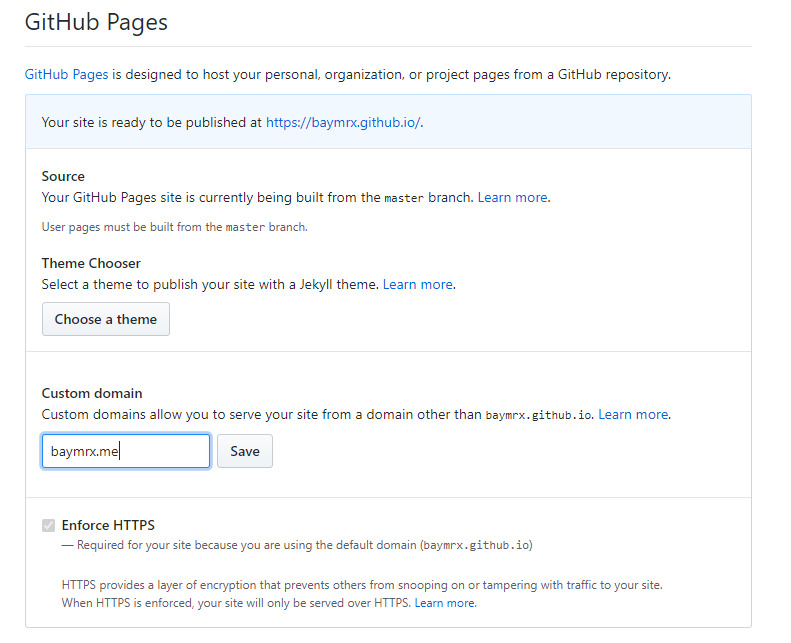 GitHub Pages
GitHub Pages is designed to host your personal, organization, or project pages from a GitHub repository.
Your site is ready to be published at https://baymrx.github.io/.
Source
Your GitHub Pages site is currently being built from the master branch. Learn more.
User pages must be built from the master branch.
Theme Chooser
Select a theme to publish your site with a Jekyll theme. Learn more.
Choose a theme
Custom domain
Custom domains allow you to serve your site from a domain other than baymrx.github.io. Learn more.
baymrx.me Save
Enforce HTTPS
— Required for your site because you are using the default domain (baymrx.github.io)
HTTPS provides a layer of encryption that prevents others from snooping on or tampering with traffic to your site.
When HTTPS is enforced, your site will only be served over HTTPS. Learn more.